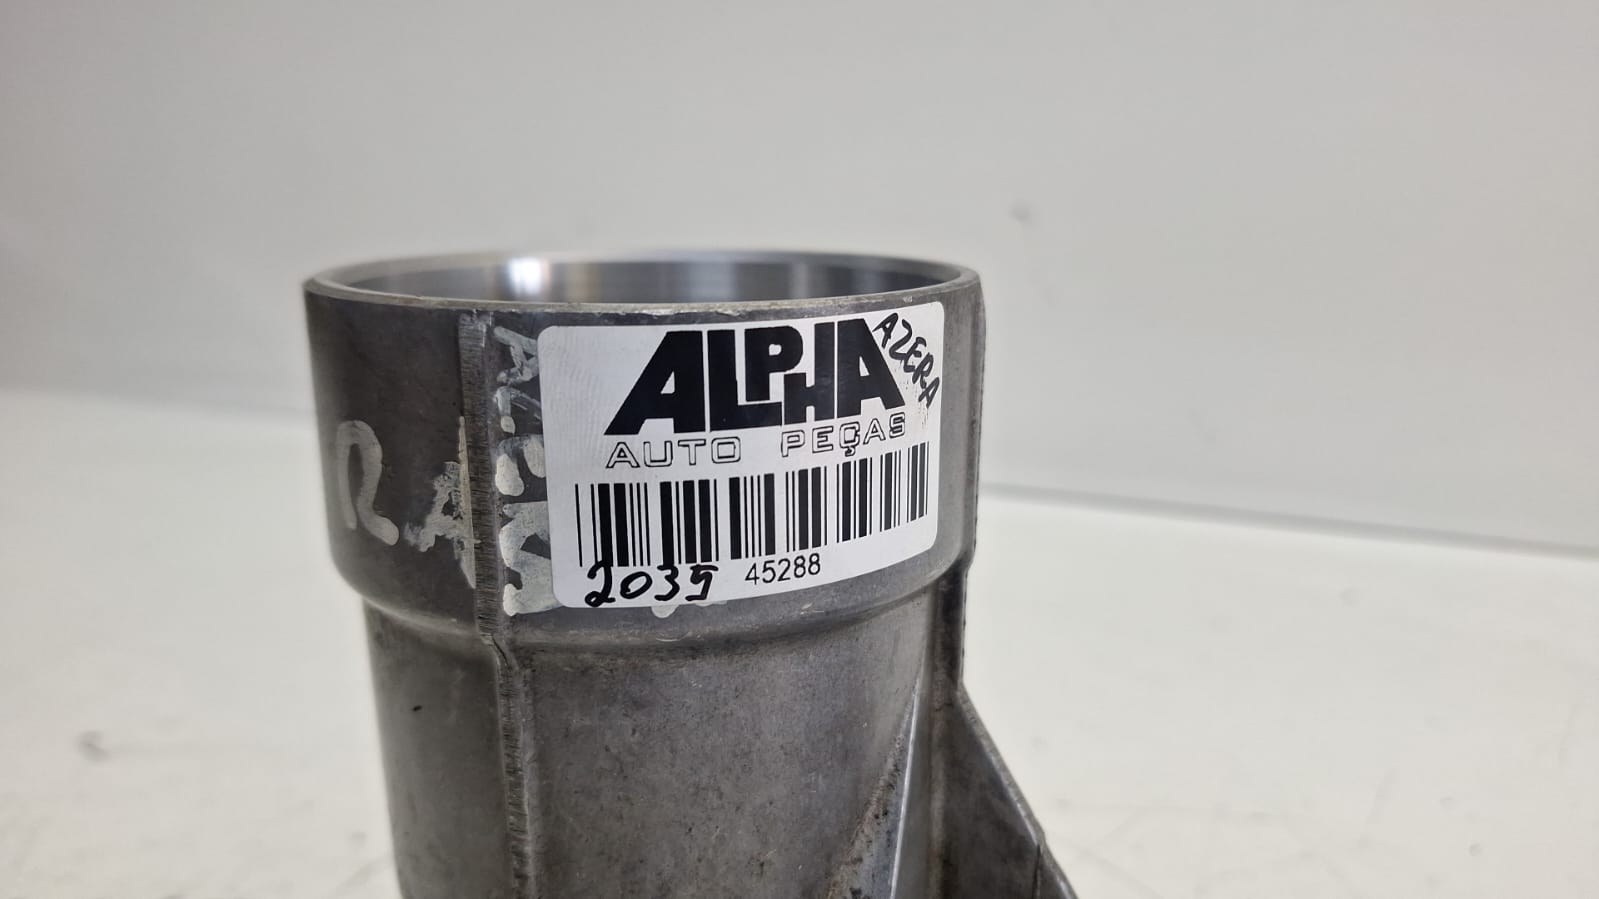 ALPHA
AZERA
AUTO PEÇAS
2035 45288